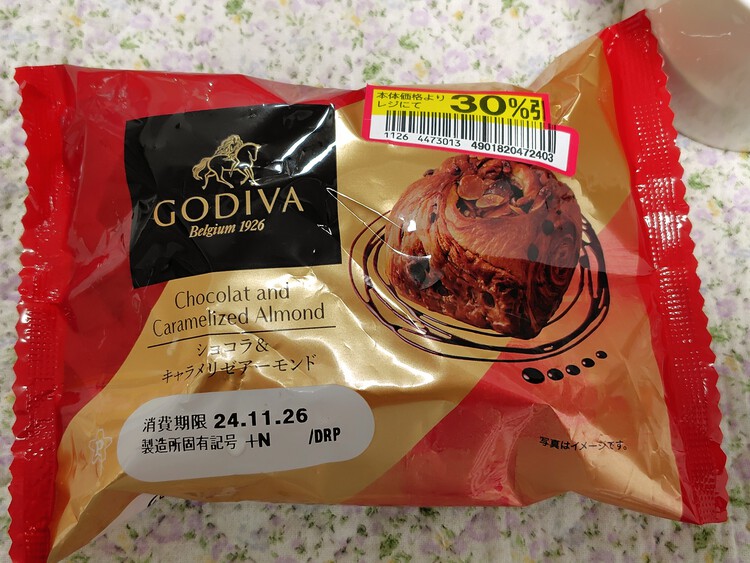 本体価格より
レジにて 30%引
1126 4473013 4901820472403
GODIVA
Belgium 1926
Chocolat and
Caramelized Almond
ショコラ&
キャラメリゼアーモンド
消費期限 24.11.26
製造所固有記号 +N /DRP
写真はイメージです。